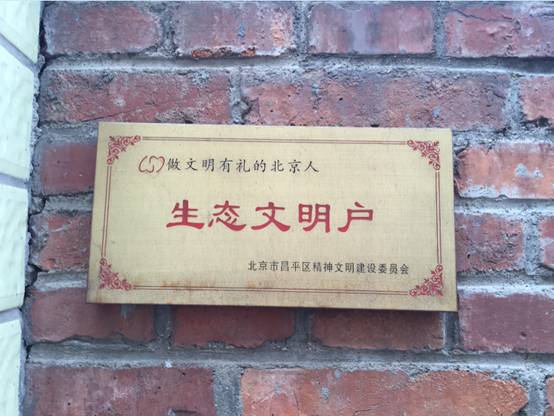 做文明有礼的北京人
生态文明户
北京市昌平区精神文明建设委员会